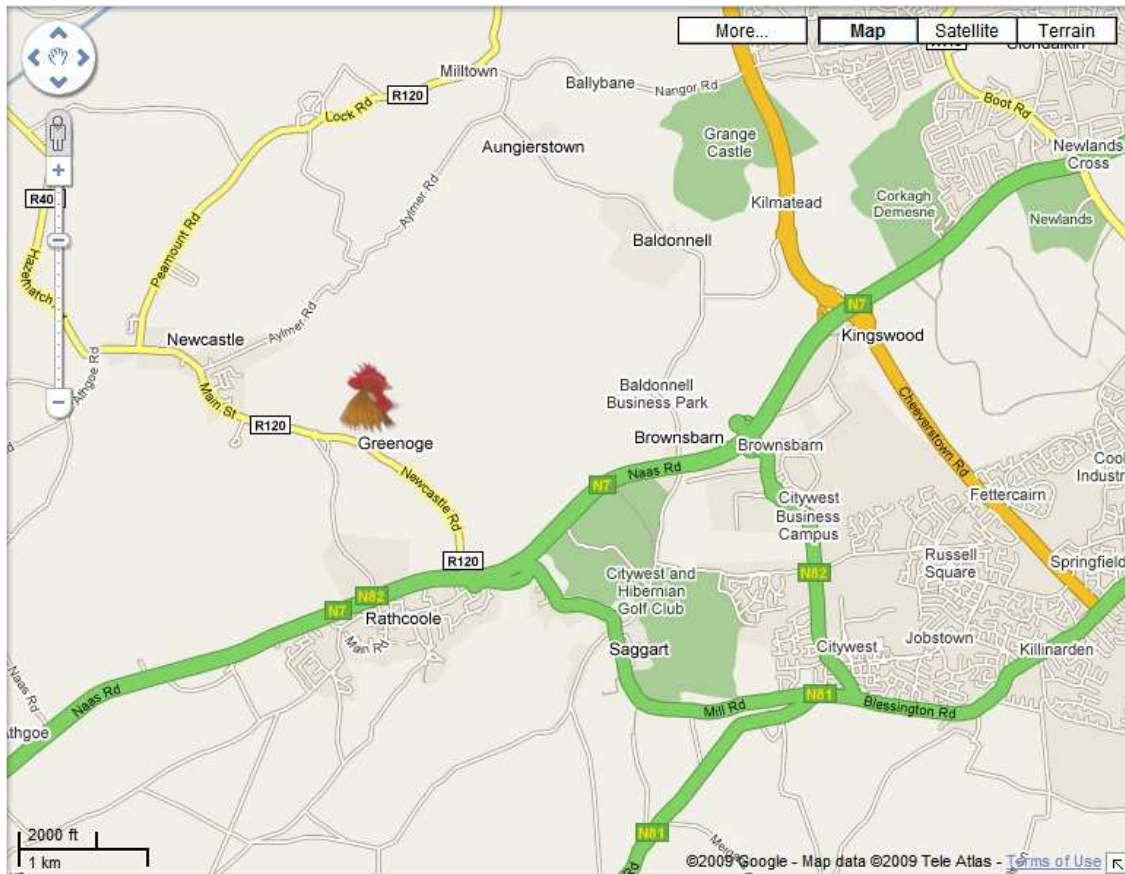 More...
Map
Satellite
Terrain
Milltown
Ballybane
Nangor Rd
R120
Lock Rd
Boot Rd
Grange
Castle
Aungierstown
Newlands
Cross
R40
Aylmer Rd
Kilmatead
Corkagh
Demesne
Newlands
Peamount Rd
Baldonnell
N7
Newcastle
Aylmer Rd
Kingswood
Athgoe Rd
Main St
Baldonnell
Business Park
Cheeverstown Rd
R120
Greenoge
Brownsbarn
Brownsbarn
Naas Rd
N7
Newcastle Rd
Citywest
Business
Campus
Fettercairn
R120
Russell
Square
Springfield
N82
Citywest and
Hibernian
Golf Club
N82
N7
Rathcoole
Main Rd
Saggart
Citywest
Jobstown
Killinarden
Naas Rd
Naas Rd
N81
Mill Rd
Blessington Rd
N81
2000 ft
1 km
©2009 Google - Map data ©2009 Tele Atlas - Terms of Use